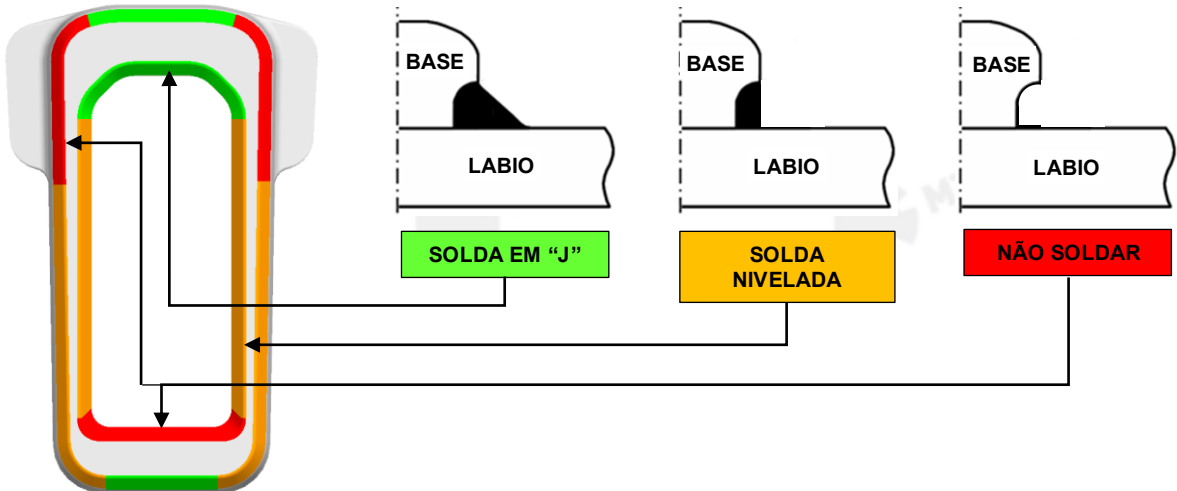 BASE
LABIO
SOLDA EM “J”
BASE
LABIO
SOLDA
NIVELADA
BASE
LABIO
NÃO SOLDAR